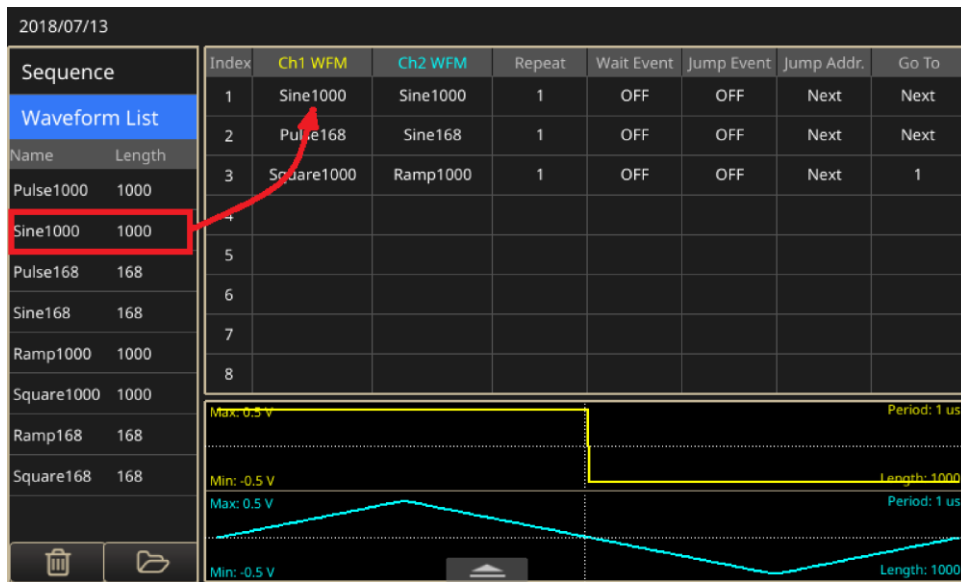 2018/07/13
Sequence
Waveform List
Name Length
Pulse1000 1000
Sine1000 1000
Pulse168 168
Sine168 168
Ramp1000 1000
Square1000 1000
Ramp168 168
Square168 168
Index Ch1 WFM Ch2 WFM Repeat Wait Event Jump Event Jump Addr. Go To
1 Sine1000 Sine1000 1 OFF OFF Next Next
2 Pulse168 Sine168 1 OFF OFF Next Next
3 Square1000 Ramp1000 1 OFF OFF Next 1
4
5
6
7
8
Max: 0.5 V Period: 1 us
Min: -0.5 V Length: 1000
Max: 0.5 V Period: 1 us
Min: -0.5 V Length: 1000